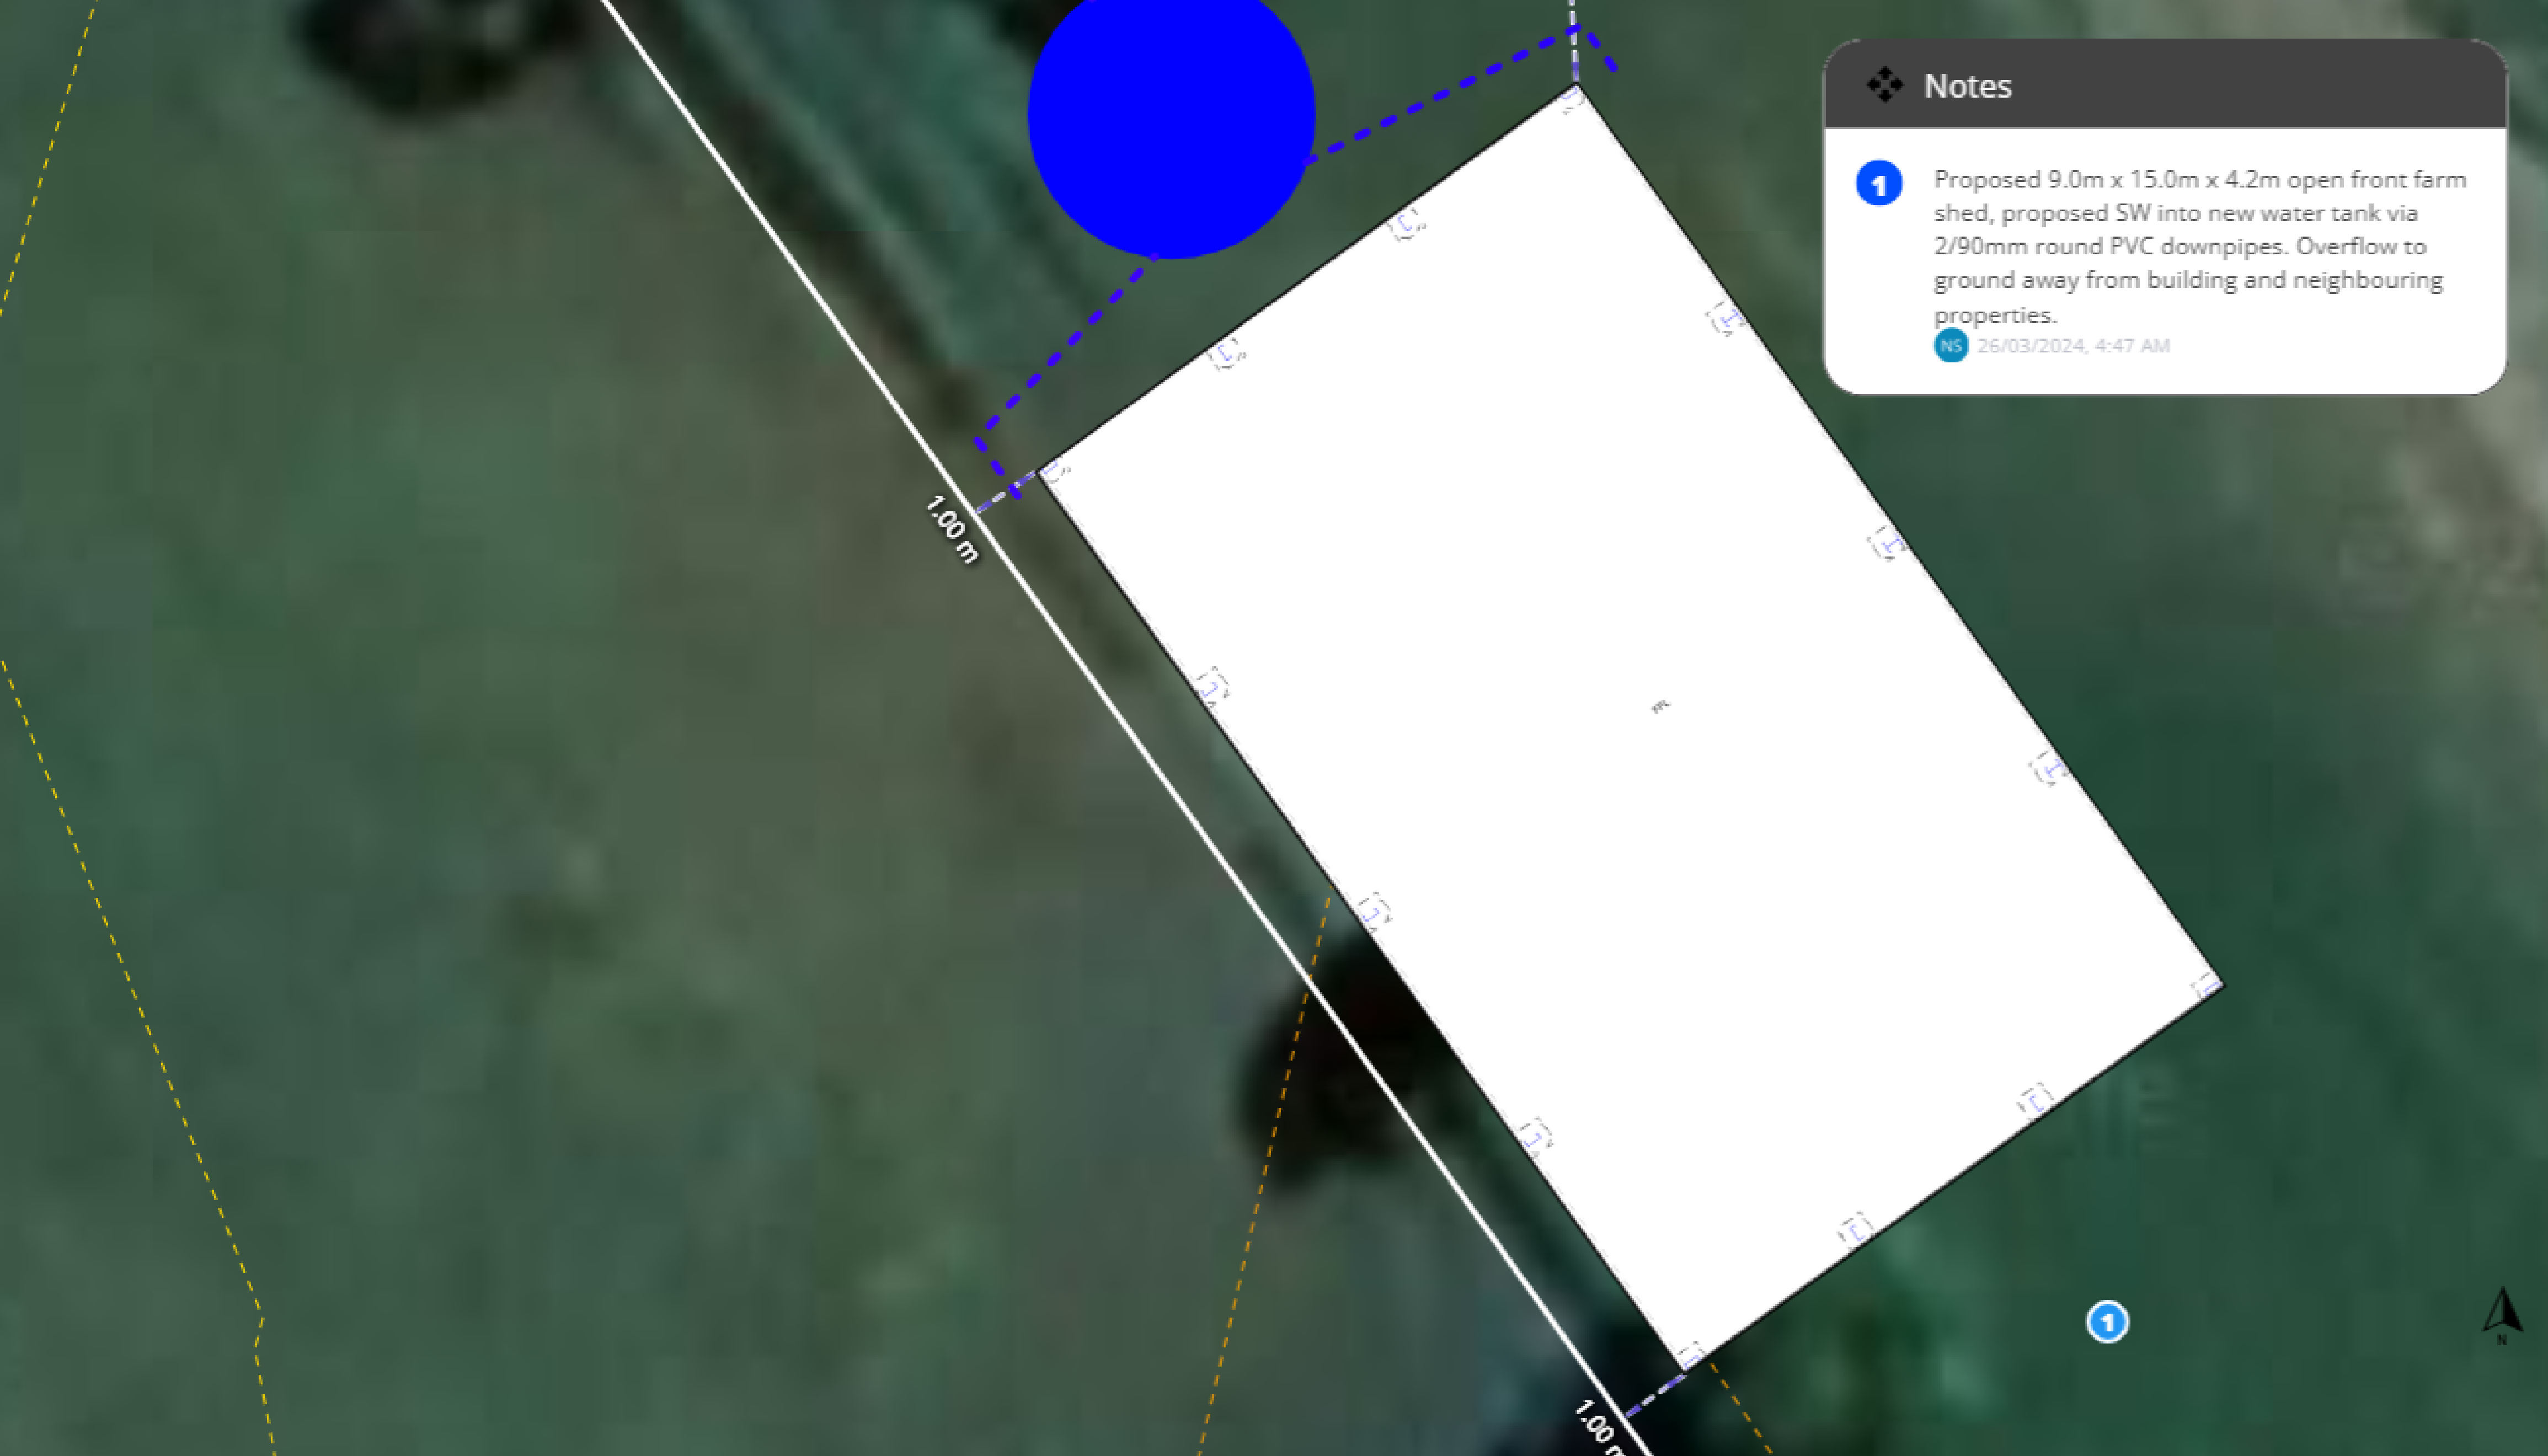 Notes
1
Proposed 9.0m x 15.0m x 4.2m open front farm
shed, proposed SW into new water tank via
2/90mm round PVC downpipes. Overflow to
ground away from building and neighbouring
properties.
NS 26/03/2024, 4:47 AM
1.00 m
1
N
1.00 m